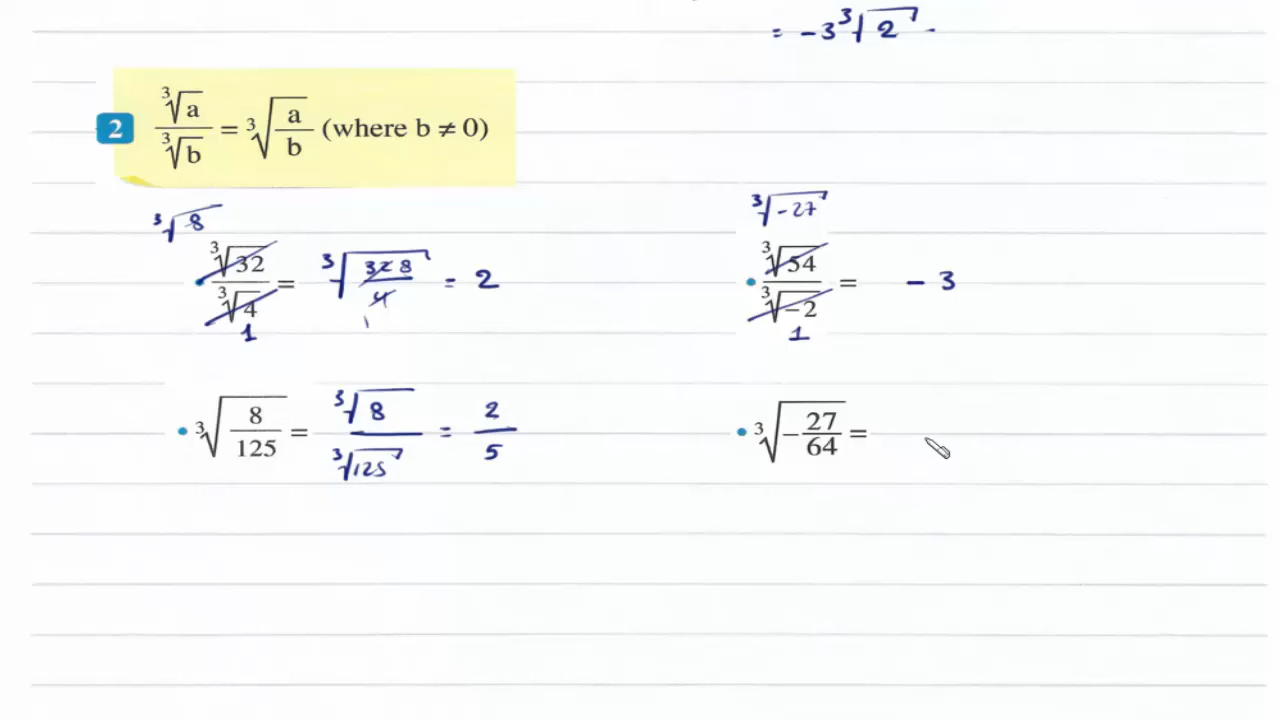 = -3∛2
2 ∛a / ∛b = ∛(a/b) (where b ≠ 0)
∛8 ∛-27
• ∛32 / ∛4 = ∛(32 8 / 4) = 2 • ∛54 / ∛-2 = - 3
1 1 1
• ∛(8/125) = ∛8 / ∛125 = 2/5 • ∛(-27/64) =